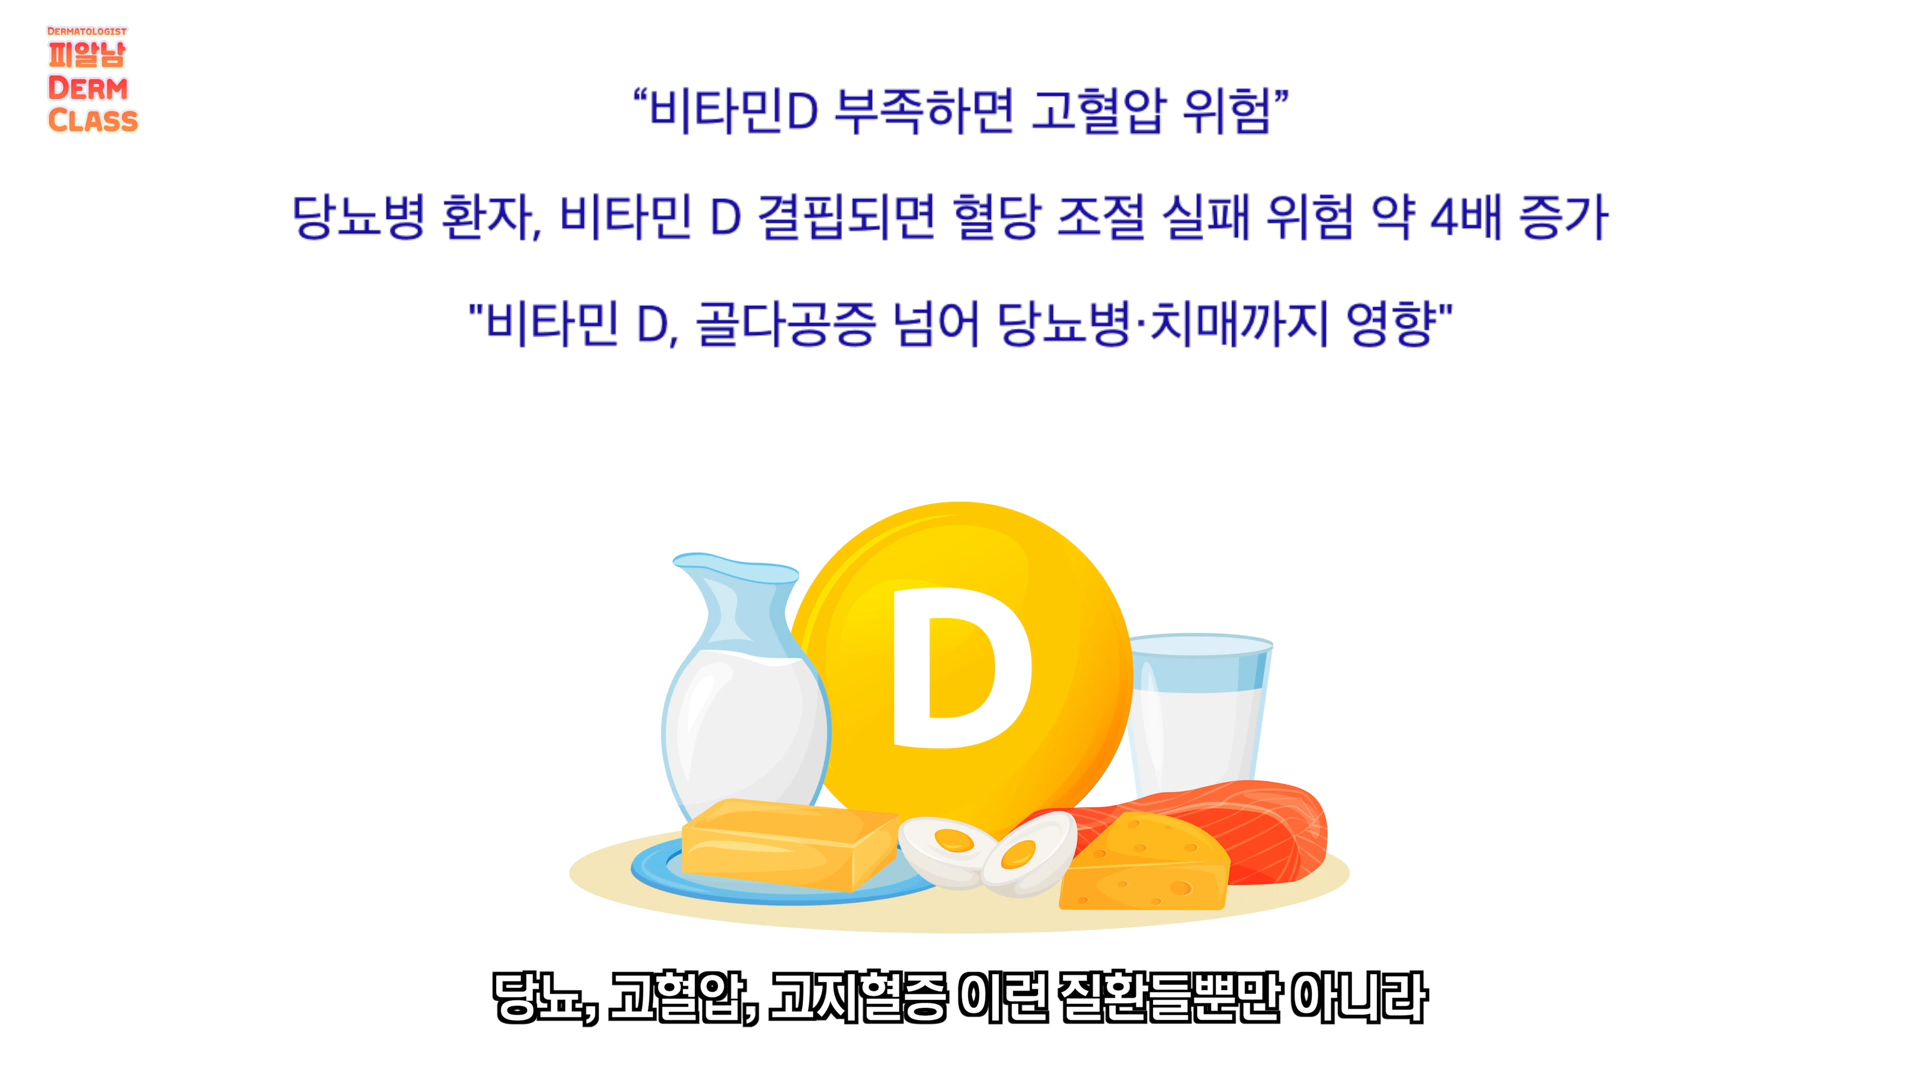 DERMATOLOGIST
피알남
DERM
CLASS
“비타민D 부족하면 고혈압 위험”
당뇨병 환자, 비타민 D 결핍되면 혈당 조절 실패 위험 약 4배 증가
"비타민 D, 골다공증 넘어 당뇨병·치매까지 영향"
D
당뇨, 고혈압, 고지혈증 이런 질환들뿐만 아니라